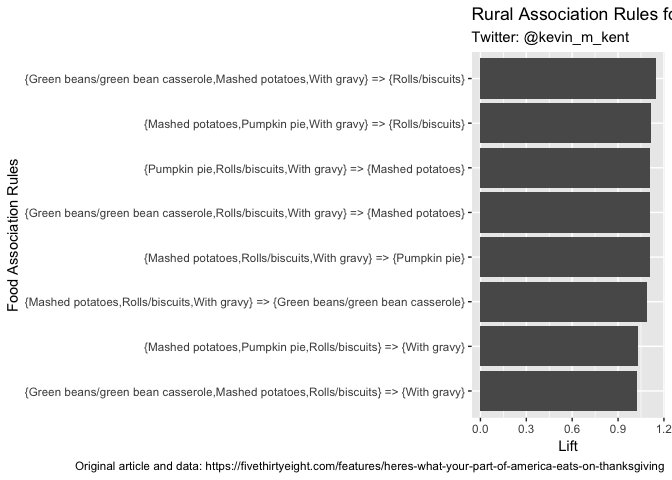 Rural Association Rules fo
Twitter: @kevin_m_kent
Food Association Rules
{Green beans/green bean casserole,Mashed potatoes,With gravy} => {Rolls/biscuits}
{Mashed potatoes,Pumpkin pie,With gravy} => {Rolls/biscuits}
{Pumpkin pie,Rolls/biscuits,With gravy} => {Mashed potatoes}
{Green beans/green bean casserole,Rolls/biscuits,With gravy} => {Mashed potatoes}
{Mashed potatoes,Rolls/biscuits,With gravy} => {Pumpkin pie}
{Mashed potatoes,Rolls/biscuits,With gravy} => {Green beans/green bean casserole}
{Mashed potatoes,Pumpkin pie,Rolls/biscuits} => {With gravy}
{Green beans/green bean casserole,Mashed potatoes,Rolls/biscuits} => {With gravy}
0.0 0.3 0.6 0.9 1.2
Lift
Original article and data: https://fivethirtyeight.com/features/heres-what-your-part-of-america-eats-on-thanksgiving